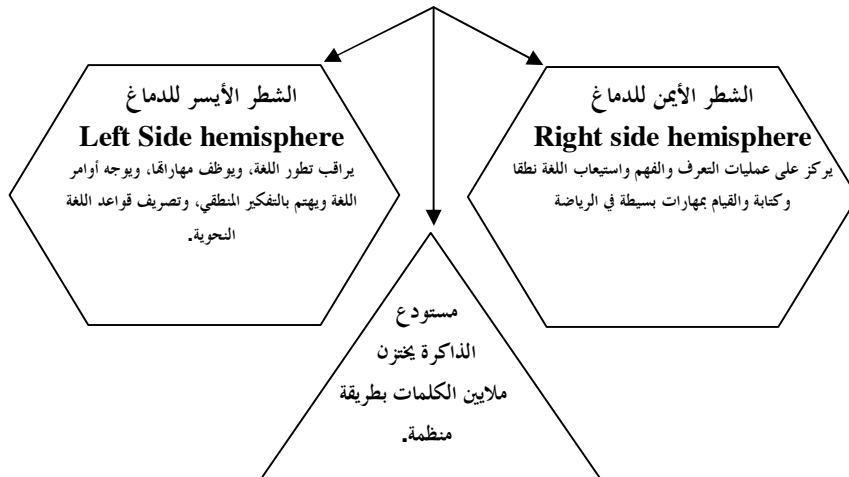 الشطر الأيمن للدماغ
Right side hemisphere
يركز على عمليات التعرف والفهم واستيعاب اللغة نطقا
وكتابة والقيام بمهارات بسيطة في الرياضة
الشطر الأيسر للدماغ
Left Side hemisphere
يراقب تطور اللغة، ويوظف مهاراتها، ويوجه أوامر
اللغة ويهتم بالتفكير المنطقي، وتصريف قواعد اللغة
النحوية.
مستودع
الذاكرة يختزن
ملايين الكلمات بطريقة
منظمة.